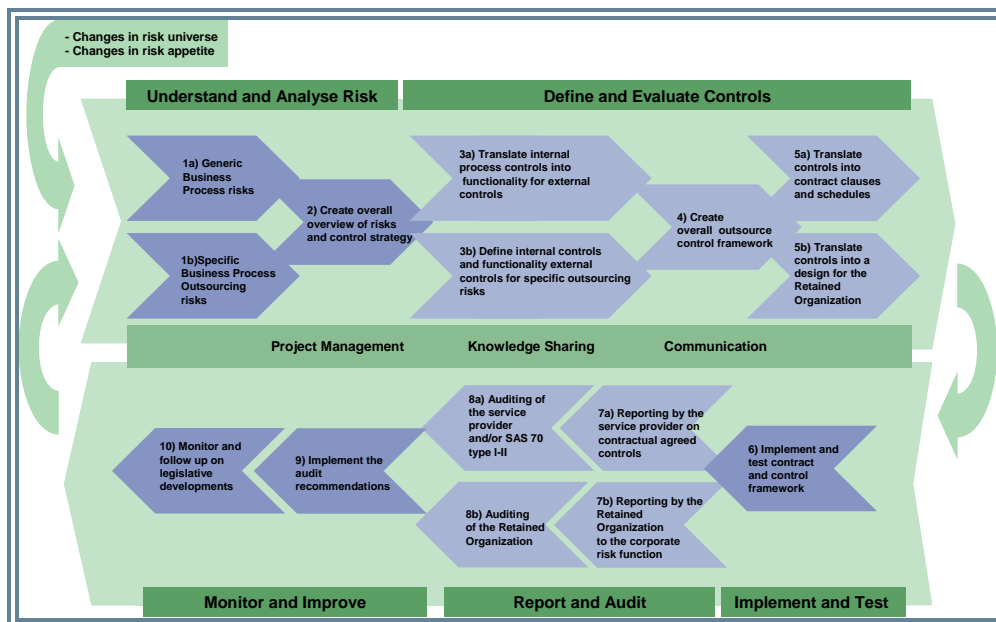 - Changes in risk universe
- Changes in risk appetite
Understand and Analyse Risk
Define and Evaluate Controls
1a) Generic
Business
Process risks
1b)Specific
Business Process
Outsourcing
risks
2) Create overall
overview of risks
and control strategy
3a) Translate internal
process controls into
functionality for external
controls
3b) Define internal controls
and functionality external
controls for specific outsourcing
risks
4) Create
overall outsource
control framework
5a) Translate
controls into
contract clauses
and schedules
5b) Translate
controls into a
design for the
Retained
Organization
Project Management
Knowledge Sharing
Communication
10) Monitor and
follow up on
legislative
developments
9) Implement the
audit
recommendations
8a) Auditing of
the service
provider
and/or SAS 70
type I-II
8b) Auditing
of the Retained
Organization
7a) Reporting by the
service provider on
contractual agreed
controls
7b) Reporting by the
Retained
Organization
to the corporate
risk function
6) Implement and
test contract
and control
framework
Monitor and Improve
Report and Audit
Implement and Test